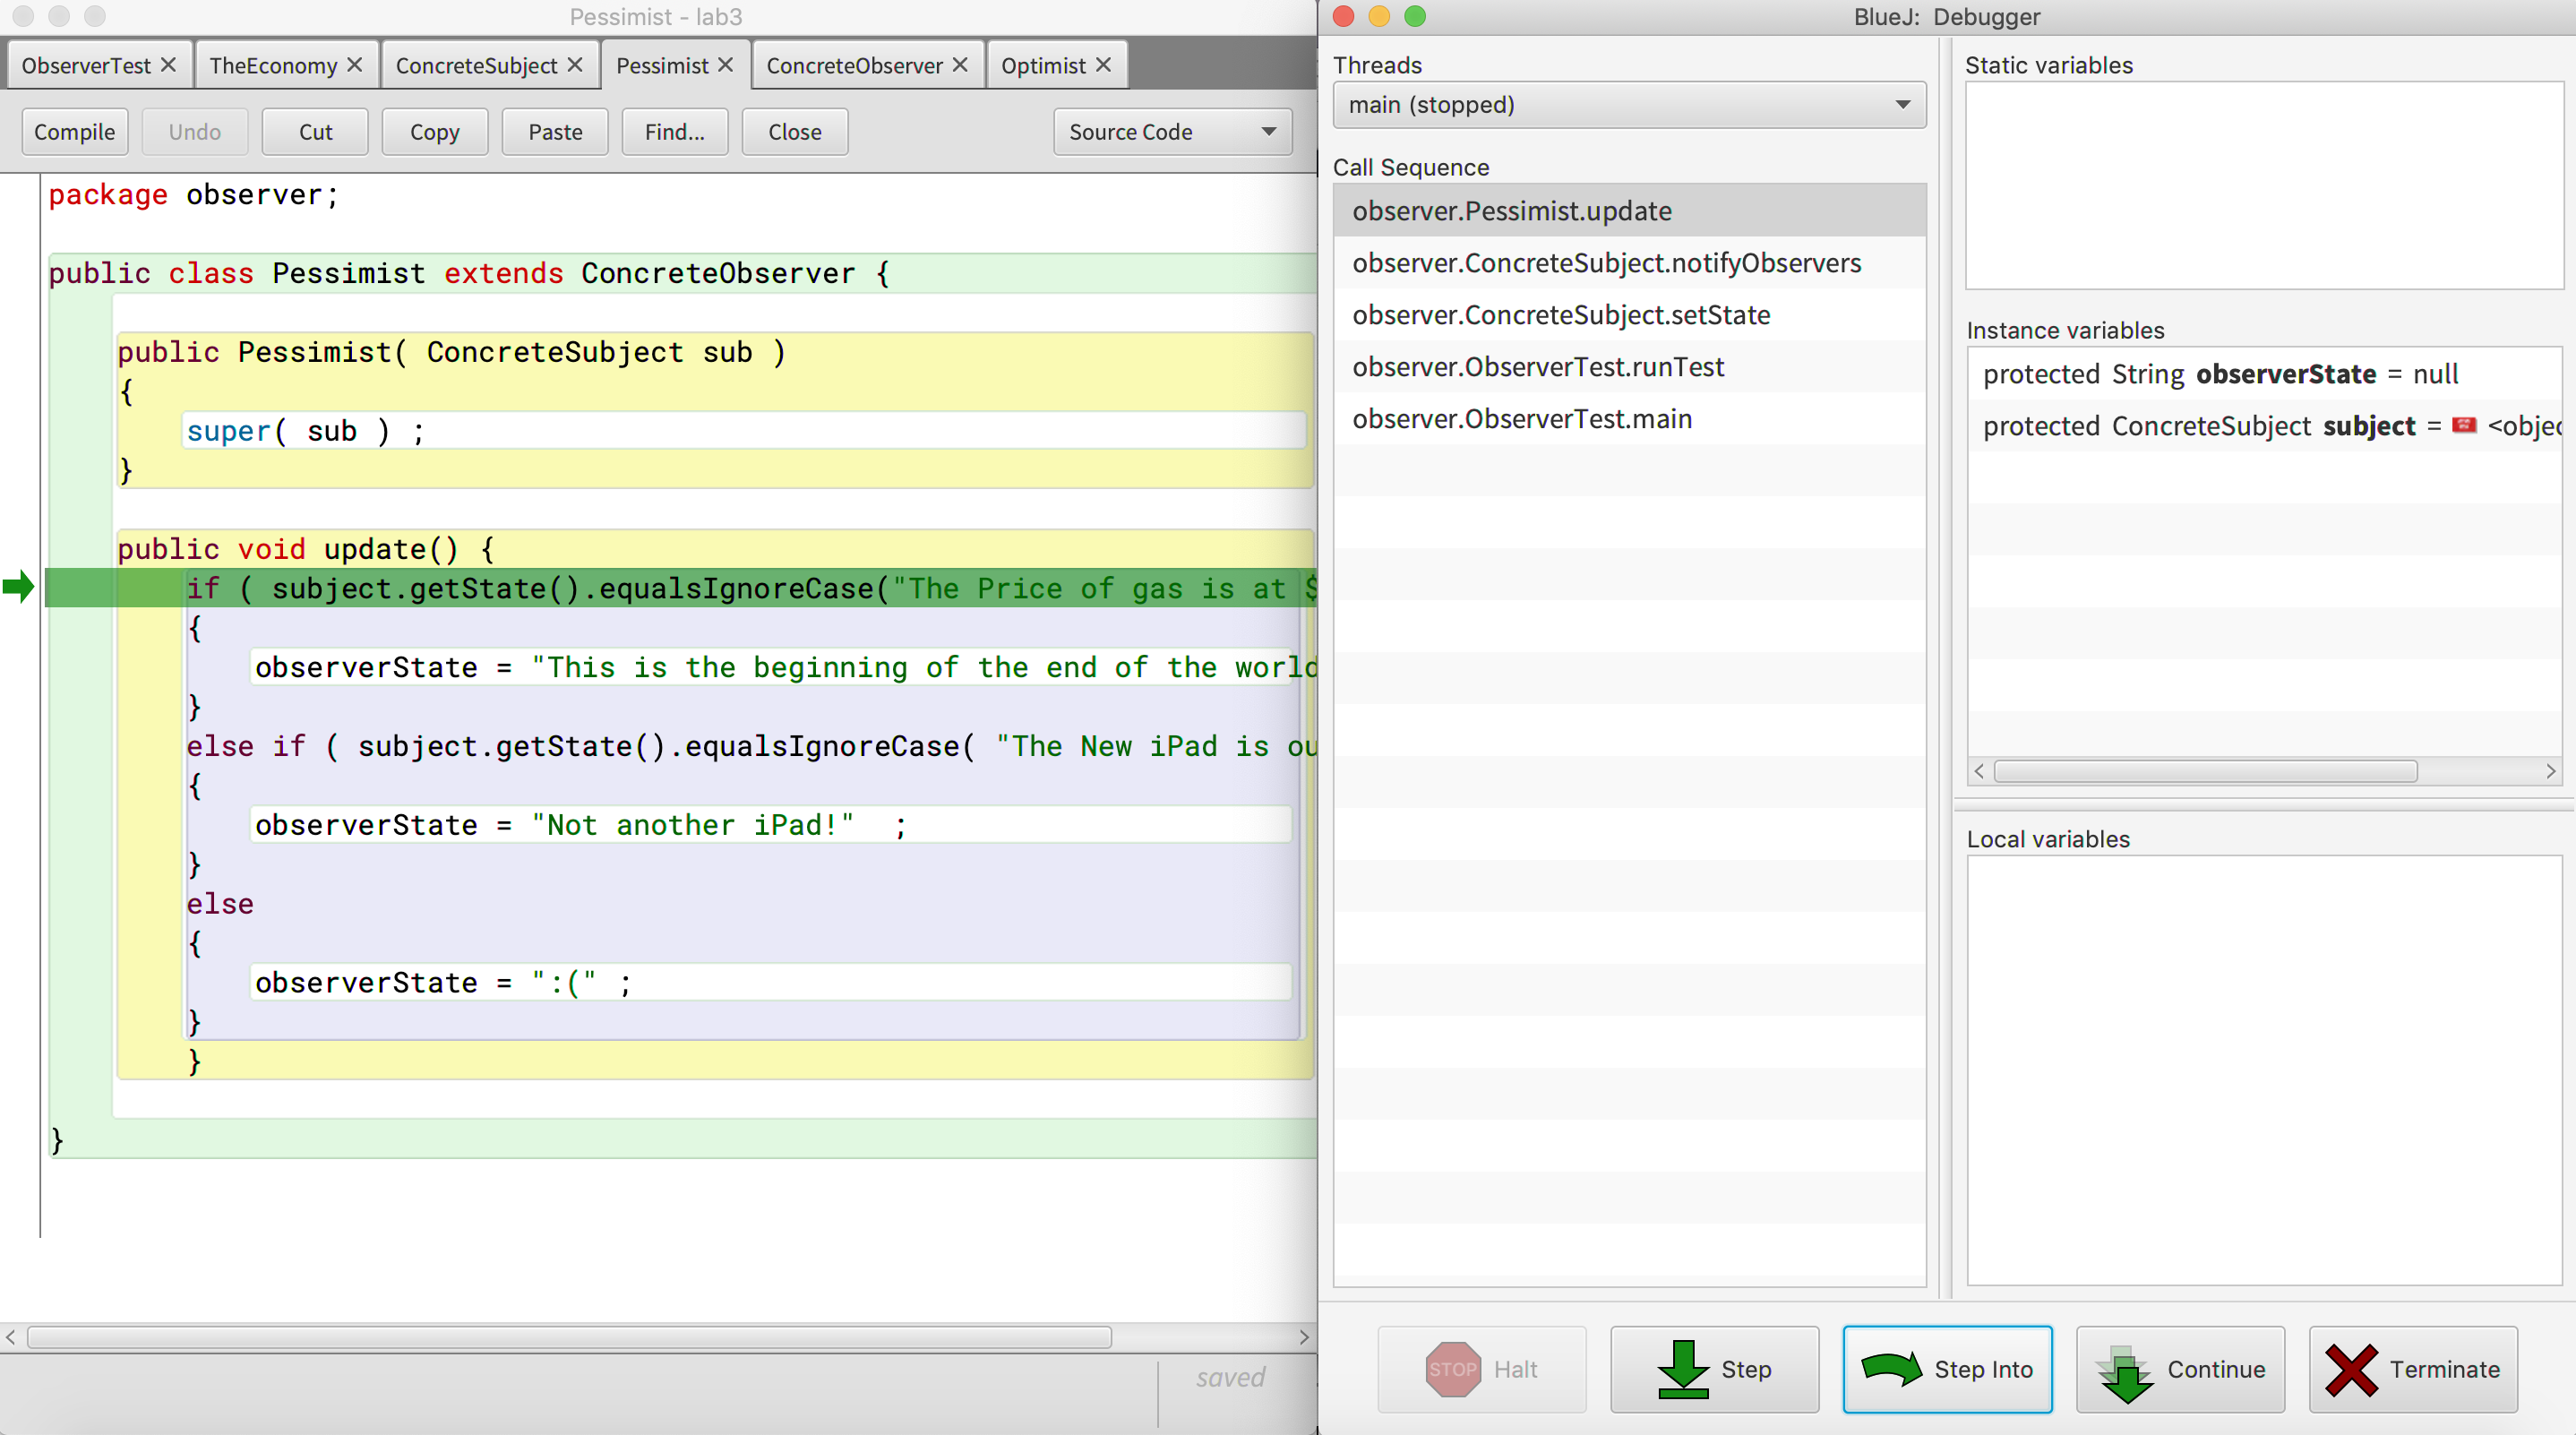 Pessimist - lab3
ObserverTest ✕ TheEconomy ✕ ConcreteSubject ✕ Pessimist ✕ ConcreteObserver ✕ Optimist ✕
Compile Undo Cut Copy Paste Find... Close Source Code
package observer;
public class Pessimist extends ConcreteObserver {
public Pessimist( ConcreteSubject sub )
{
super( sub ) ;
}
public void update() {
if ( subject.getState().equalsIgnoreCase("The Price of gas is at $
{
observerState = "This is the beginning of the end of the world
}
else if ( subject.getState().equalsIgnoreCase( "The New iPad is ou
{
observerState = "Not another iPad!"  ;
}
else
{
observerState = ":(" ;
}
}
}
saved
BlueJ: Debugger
Threads
main (stopped)
Call Sequence
observer.Pessimist.update
observer.ConcreteSubject.notifyObservers
observer.ConcreteSubject.setState
observer.ObserverTest.runTest
observer.ObserverTest.main
Static variables
Instance variables
protected String observerState = null
protected ConcreteSubject subject = <objec
Local variables
STOP Halt Step Step Into Continue Terminate